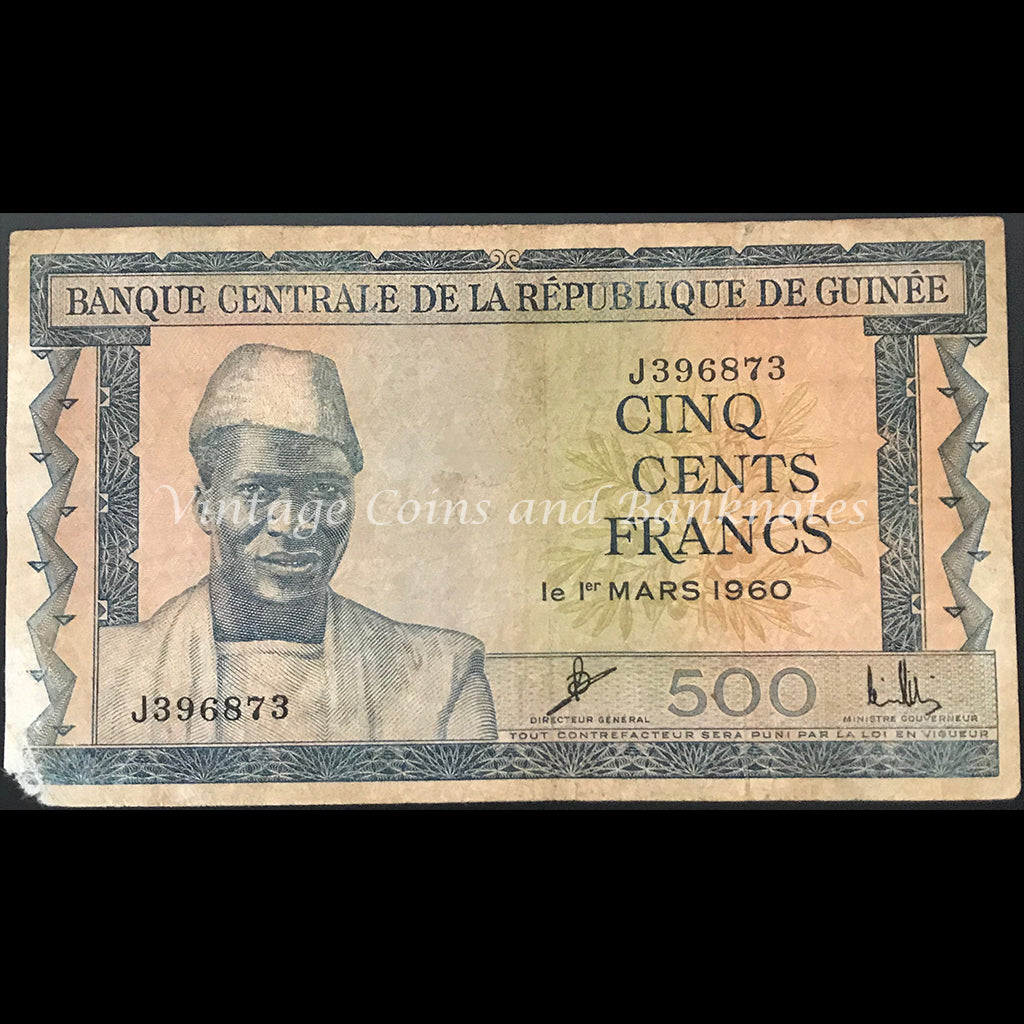 BANQUE CENTRALE DE LA RÉPUBLIQUE DE GUINÉE
J396873
CINQ
CENTS
FRANCS
le 1er MARS 1960
Vintage Coins and Banknotes
J396873
500
DIRECTEUR GÉNÉRAL
MINISTRE GOUVERNEUR
TOUT CONTREFACTEUR SERA PUNI PAR LA LOI EN VIGUEUR